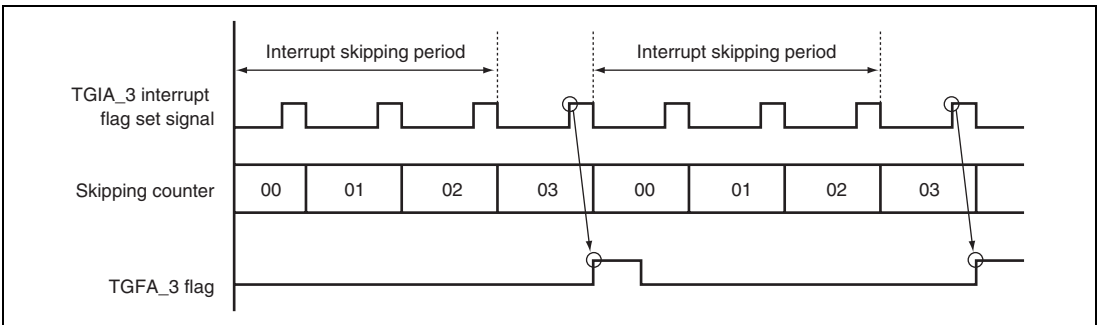 Interrupt skipping period Interrupt skipping period
TGIA_3 interrupt
flag set signal
Skipping counter 00 01 02 03 00 01 02 03
TGFA_3 flag